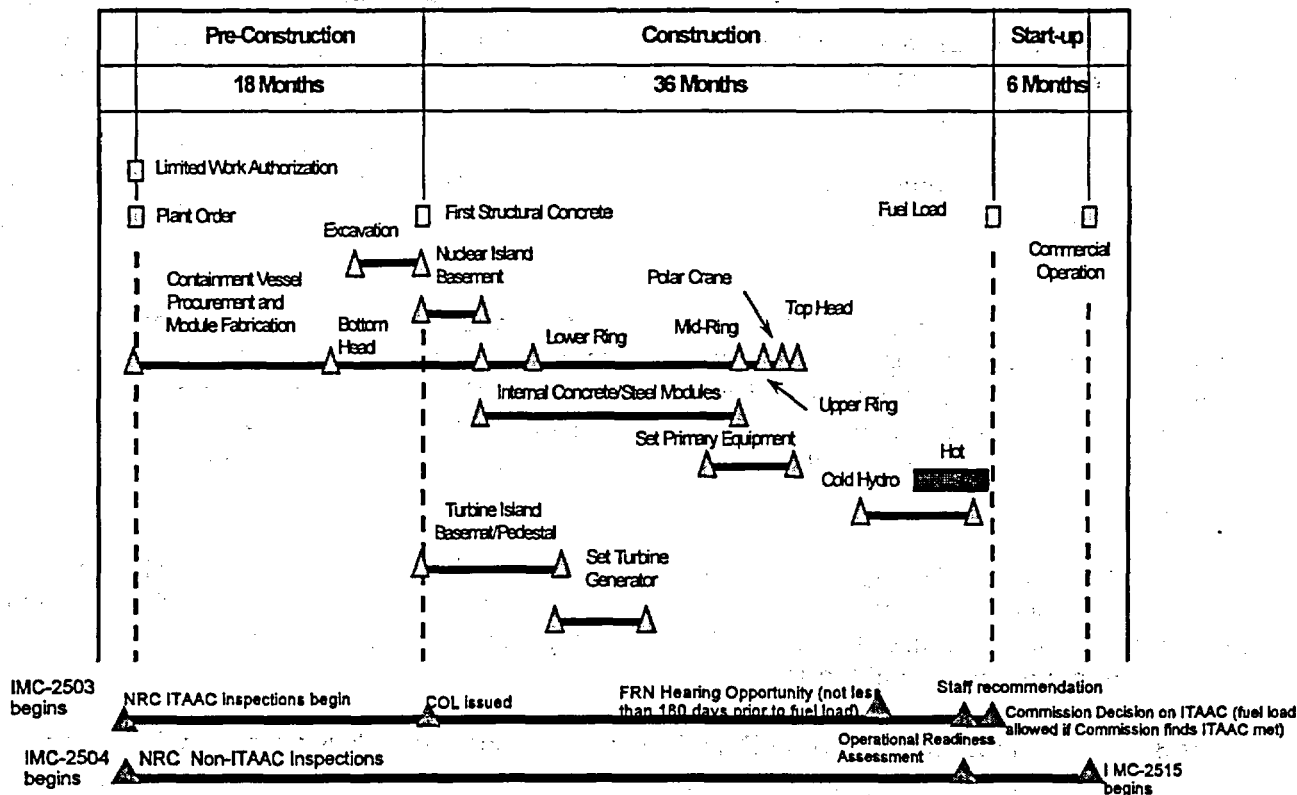 Pre-Construction
Construction
Start-up
18 Months
36 Months
6 Months
Limited Work Authorization
Plant Order
First Structural Concrete
Fuel Load
Excavation
Commercial
Operation
Nuclear Island
Basement
Containment Vessel
Procurement and
Module Fabrication
Bottom
Head
Polar Crane
Top Head
Lower Ring
Mid-Ring
Upper Ring
Internal Concrete/Steel Modules
Set Primary Equipment
Hot
Cold Hydro
Turbine Island
Basemat/Pedestal
Set Turbine
Generator
IMC-2503
begins
NRC ITAAC Inspections begin
COL issued
FRN Hearing Opportunity (not less
than 180 days prior to fuel load)
Staff recommendation
Commission Decision on ITAAC (fuel load
allowed if Commission finds ITAAC met)
IMC-2504
begins
NRC Non-ITAAC Inspections
Operational Readiness
Assessment
I MC-2515
begins